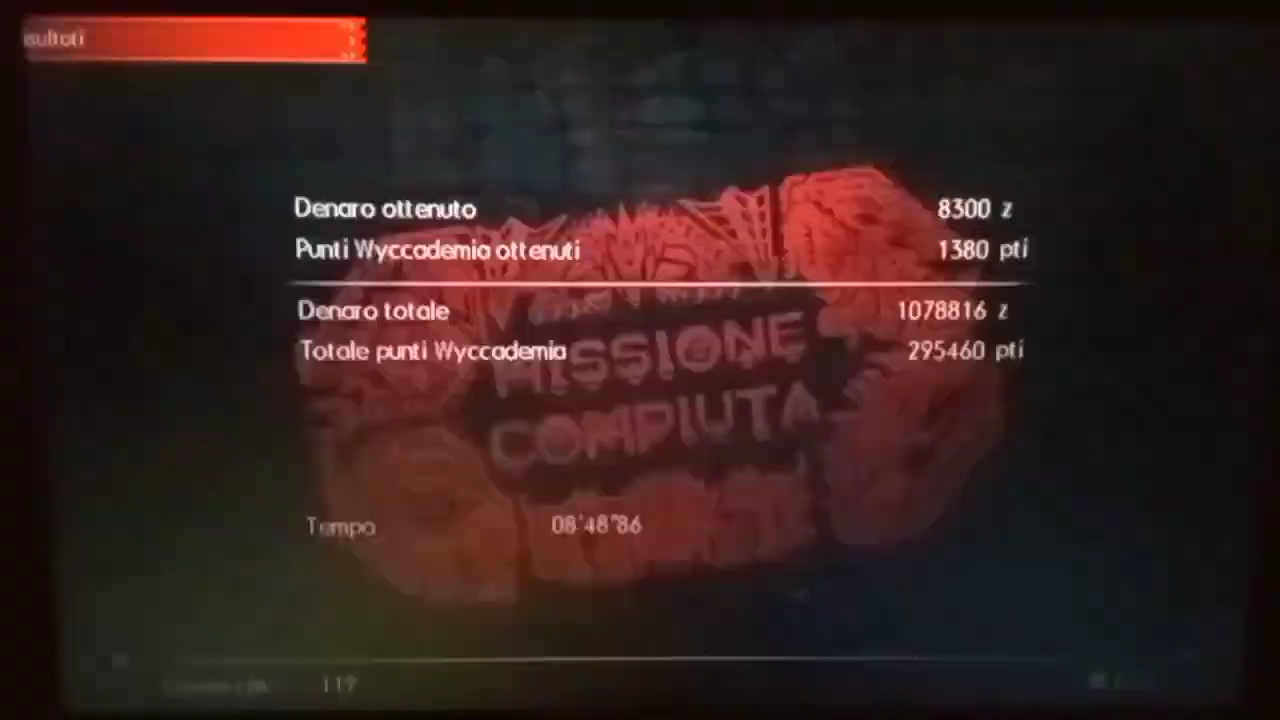 sultati
Denaro ottenuto 8300 z
Punti Wyccademia ottenuti 1380 pti
Denaro totale 1078816 z
Totale punti Wyccademia 295460 pti
MISSIONE
COMPIUTA
Tempo 08'48"86
119